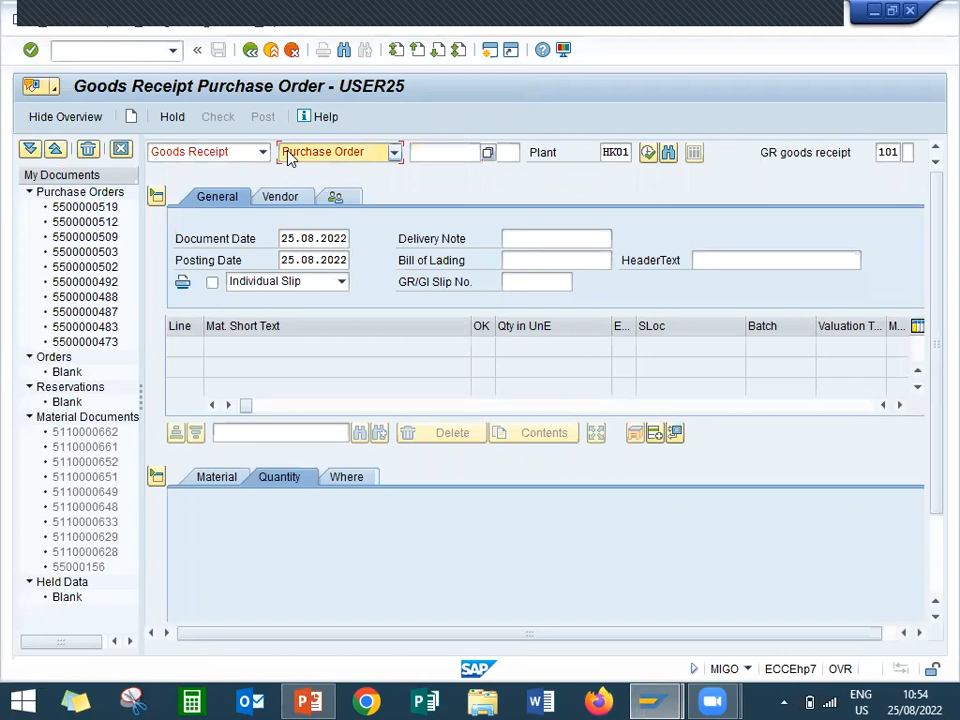 Goods Receipt Purchase Order - USER25
Hide Overview Hold Check Post Help
Goods Receipt Purchase Order Plant HK01 GR goods receipt 101
My Documents
Purchase Orders
5500000519
5500000512
5500000509
5500000503
5500000502
5500000492
5500000488
5500000487
5500000483
5500000473
Orders
Blank
Reservations
Blank
Material Documents
5110000662
5110000661
5110000652
5110000651
5110000649
5110000648
5110000633
5110000629
5110000628
55000156
Held Data
Blank
General Vendor
Document Date 25.08.2022 Delivery Note
Posting Date 25.08.2022 Bill of Lading HeaderText
Individual Slip GR/GI Slip No.
Line Mat. Short Text OK Qty in UnE E... SLoc Batch Valuation T... M...
Delete Contents
Material Quantity Where
SAP MIGO ECCEhp7 OVR
ENG 10:54
US 25/08/2022